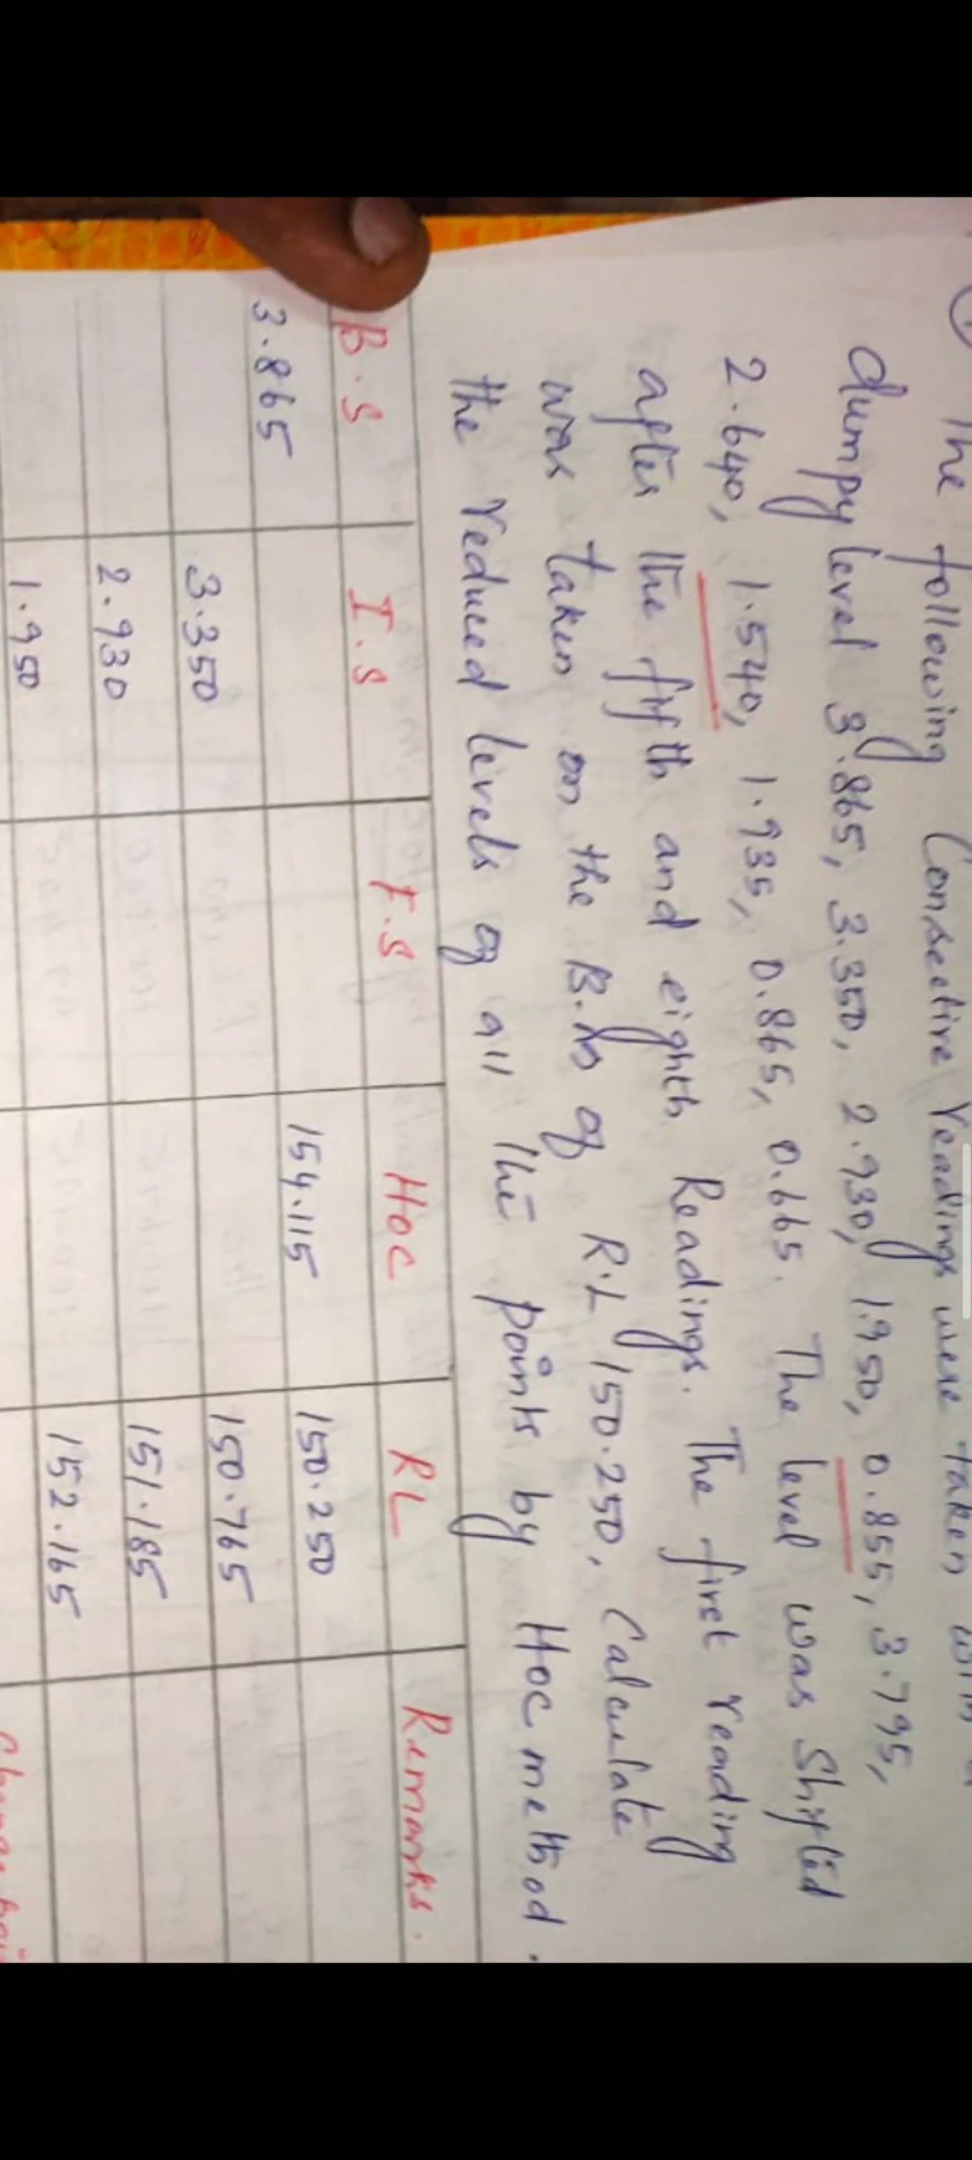 The following Consective Readings were taken with
dumpy level 3.865, 3.350, 2.930, 1.950, 0.855, 3.795,
2.640, 1.540, 1.935, 0.865, 0.665. The level was Shifted
after the fifth and eighth Readings. The first reading
was taken on the B.M of R.L 150.250, Calculate
the reduced levels of all the points by HOC method.
B.S I.S F.S HOC RL Remarks.
3.865 154.115 150.250
3.350 150.765
2.930 151.185
1.950 152.165